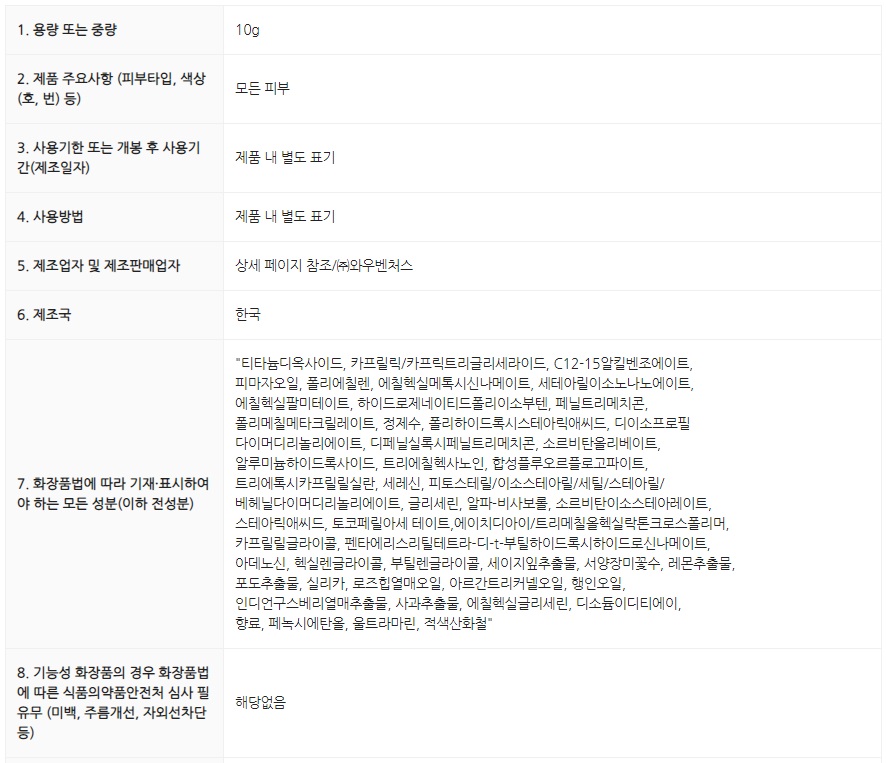 1. 용량 또는 중량
10g
2. 제품 주요사항 (피부타입, 색상
(호, 번) 등)
모든 피부
3. 사용기한 또는 개봉 후 사용기
간(제조일자)
제품 내 별도 표기
4. 사용방법
제품 내 별도 표기
5. 제조업자 및 제조판매업자
상세 페이지 참조/㈜와우벤처스
6. 제조국
한국
7. 화장품법에 따라 기재·표시하여
야 하는 모든 성분(이하 전성분)
"티타늄디옥사이드, 카프릴릭/카프릭트리글리세라이드, C12-15알킬벤조에이트,
피마자오일, 폴리에칠렌, 에칠헥실메톡시신나메이트, 세테아릴이소노나노에이트,
에칠헥실팔미테이트, 하이드로제네이티드폴리이소부텐, 페닐트리메치콘,
폴리메칠메타크릴레이트, 정제수, 폴리하이드록시스테아릭애씨드, 디이소프로필
다이머디리놀리에이트, 디페닐실록시페닐트리메치콘, 소르비탄올리베이트,
알루미늄하이드록사이드, 트리에칠헥사노인, 합성플루오르플로고파이트,
트리에톡시카프릴릴실란, 세레신, 피토스테릴/이소스테아릴/세틸/스테아릴/
베헤닐다이머디리놀리에이트, 글리세린, 알파-비사보롤, 소르비탄이소스테아레이트,
스테아릭애씨드, 토코페릴아세 테이트,에이치디아이/트리메칠올헥실락톤크로스폴리머,
카프릴릴글라이콜, 펜타에리스리틸테트라-디-t-부틸하이드록시하이드로신나메이트,
아데노신, 헥실렌글라이콜, 부틸렌글라이콜, 세이지잎추출물, 서양장미꽃수, 레몬추출물,
포도추출물, 실리카, 로즈힙열매오일, 아르간트리커넬오일, 행인오일,
인디언구스베리열매추출물, 사과추출물, 에칠헥실글리세린, 디소듐이디티에이,
향료, 페녹시에탄올, 울트라마린, 적색산화철"
8. 기능성 화장품의 경우 화장품법
에 따른 식품의약품안전처 심사 필
유무 (미백, 주름개선, 자외선차단
등)
해당없음